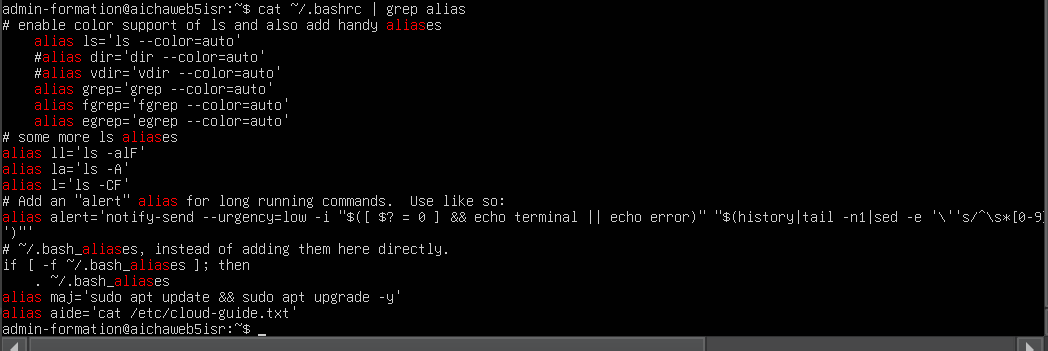 admin-formation@aichaweb5isr:~$ cat ~/.bashrc | grep alias
# enable color support of ls and also add handy aliases
    alias ls='ls --color=auto'
    #alias dir='dir --color=auto'
    #alias vdir='vdir --color=auto'
    alias grep='grep --color=auto'
    alias fgrep='fgrep --color=auto'
    alias egrep='egrep --color=auto'
# some more ls aliases
alias ll='ls -alF'
alias la='ls -A'
alias l='ls -CF'
# Add an "alert" alias for long running commands.  Use like so:
alias alert='notify-send --urgency=low -i "$([ $? = 0 ] && echo terminal || echo error)" "$(history|tail -n1|sed -e '\''s/^\s*[0-9]
')"'
# ~/.bash_aliases, instead of adding them here directly.
if [ -f ~/.bash_aliases ]; then
    . ~/.bash_aliases
alias maj='sudo apt update && sudo apt upgrade -y'
alias aide='cat /etc/cloud-guide.txt'
admin-formation@aichaweb5isr:~$ _